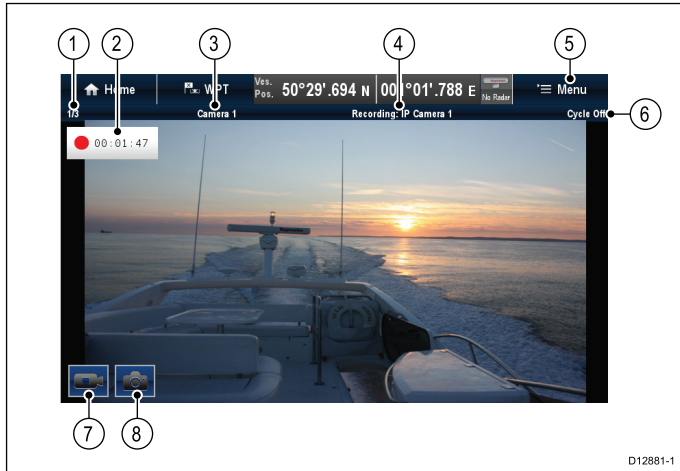 1 2 3 4 5
Home WPT Ves. Pos. 50°29'.694 N 001°01'.788 E No Radar Menu
1/3 Camera 1 Recording: IP Camera 1 Cycle Off 6
00:01:47
7 8
D12881-1